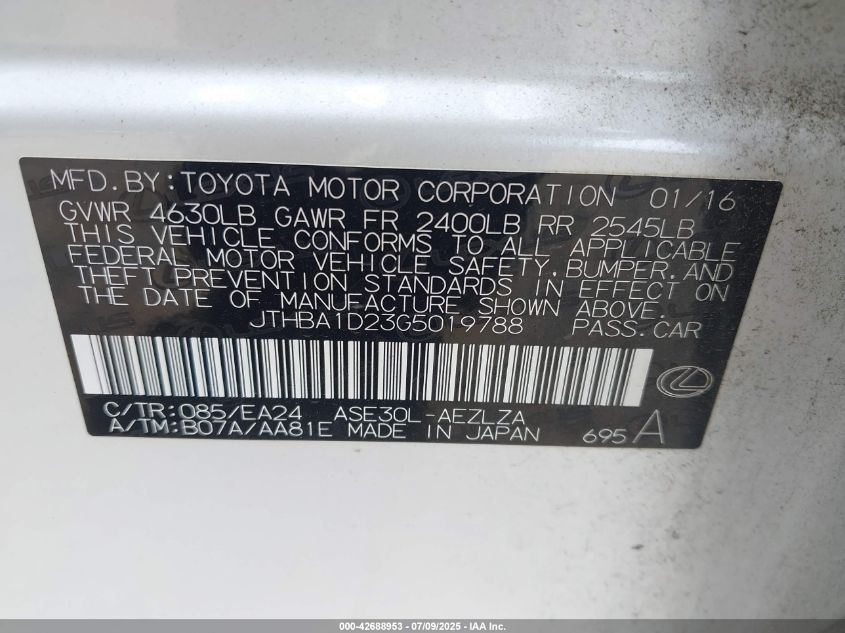 MFD.BY:TOYOTA MOTOR CORPORATION 01/16
GVWR 4630LB GAWR FR 2400LB RR 2545LB
THIS VEHICLE CONFORMS TO ALL APPLICABLE
FEDERAL MOTOR VEHICLE SAFETY,BUMPER,AND
THEFT PREVENTION STANDARDS IN EFFECT ON
THE DATE OF MANUFACTURE SHOWN ABOVE.
JTHBA1D23G5019788 PASS.CAR
C/TR:085/EA24 ASE30L-AEZLZA
A/TM:B07A/AA81E MADE IN JAPAN 695A
000-42688953 / 07/09/2025 - IAA Inc.